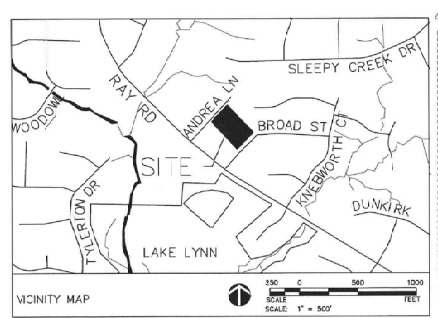 SLEEPY CREEK DR
RAY RD
ANDREA LN
WOODOW
BROAD ST
SITE
KNEBWORTH CT
TYLERTON DR
DUNKIRK
LAKE LYNN
VICINITY MAP
250 0 500 1000
SCALE FEET
SCALE: 1" = 500'